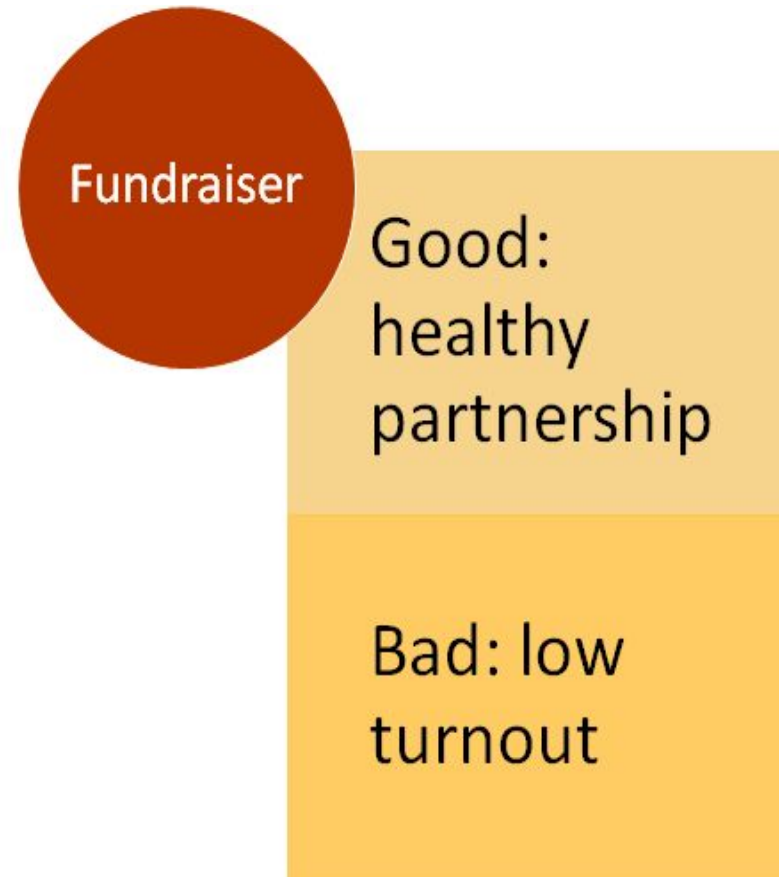 Fundraiser
Good:
healthy
partnership
Bad: low
turnout